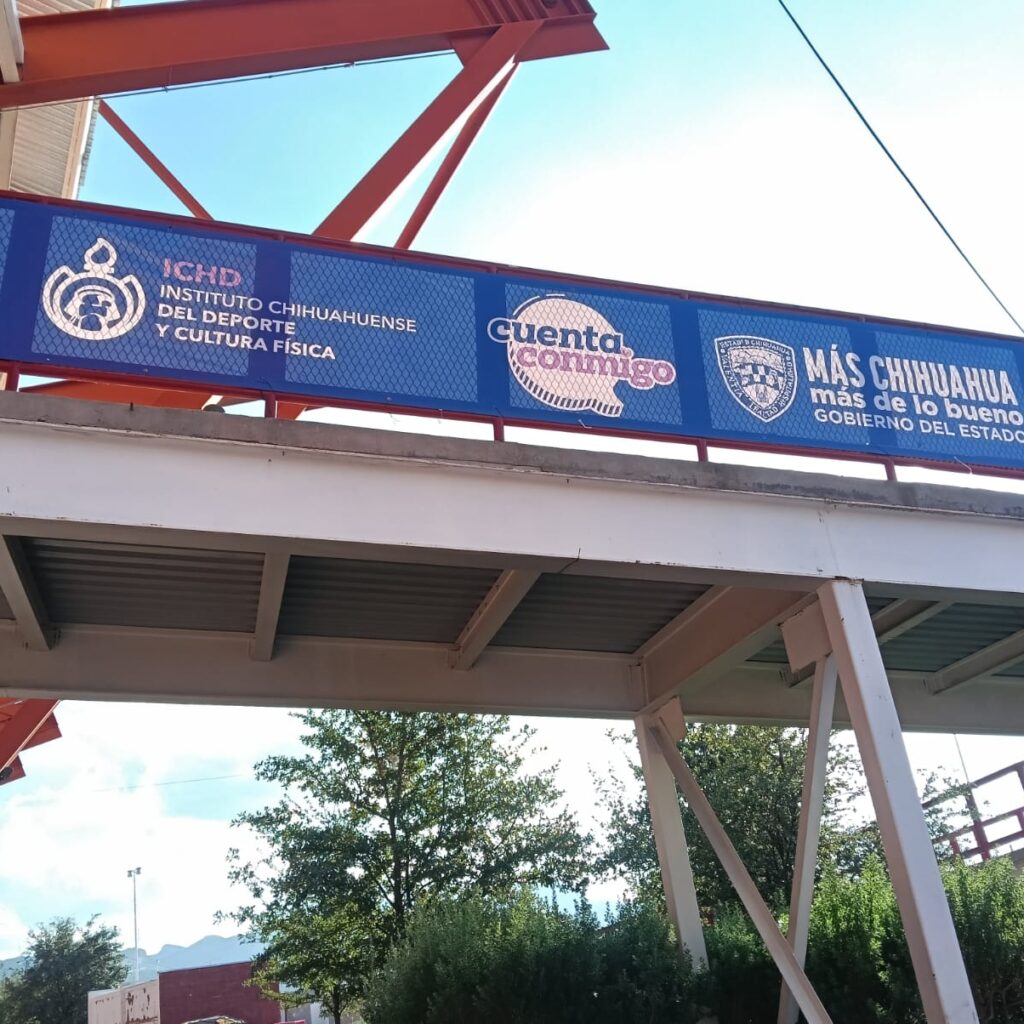 ICHD
INSTITUTO CHIHUAHUENSE
DEL DEPORTE
Y CULTURA FÍSICA
cuenta
conmigo
MÁS CHIHUAHUA
más de lo bueno
GOBIERNO DEL ESTADO